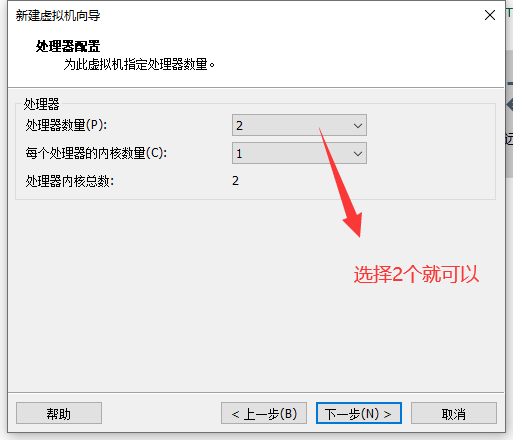 新建虚拟机向导
处理器配置
为此虚拟机指定处理器数量。
处理器
处理器数量(P): 2
每个处理器的内核数量(C): 1
处理器内核总数: 2
选择2个就可以
帮助 < 上一步(B) 下一步(N) > 取消